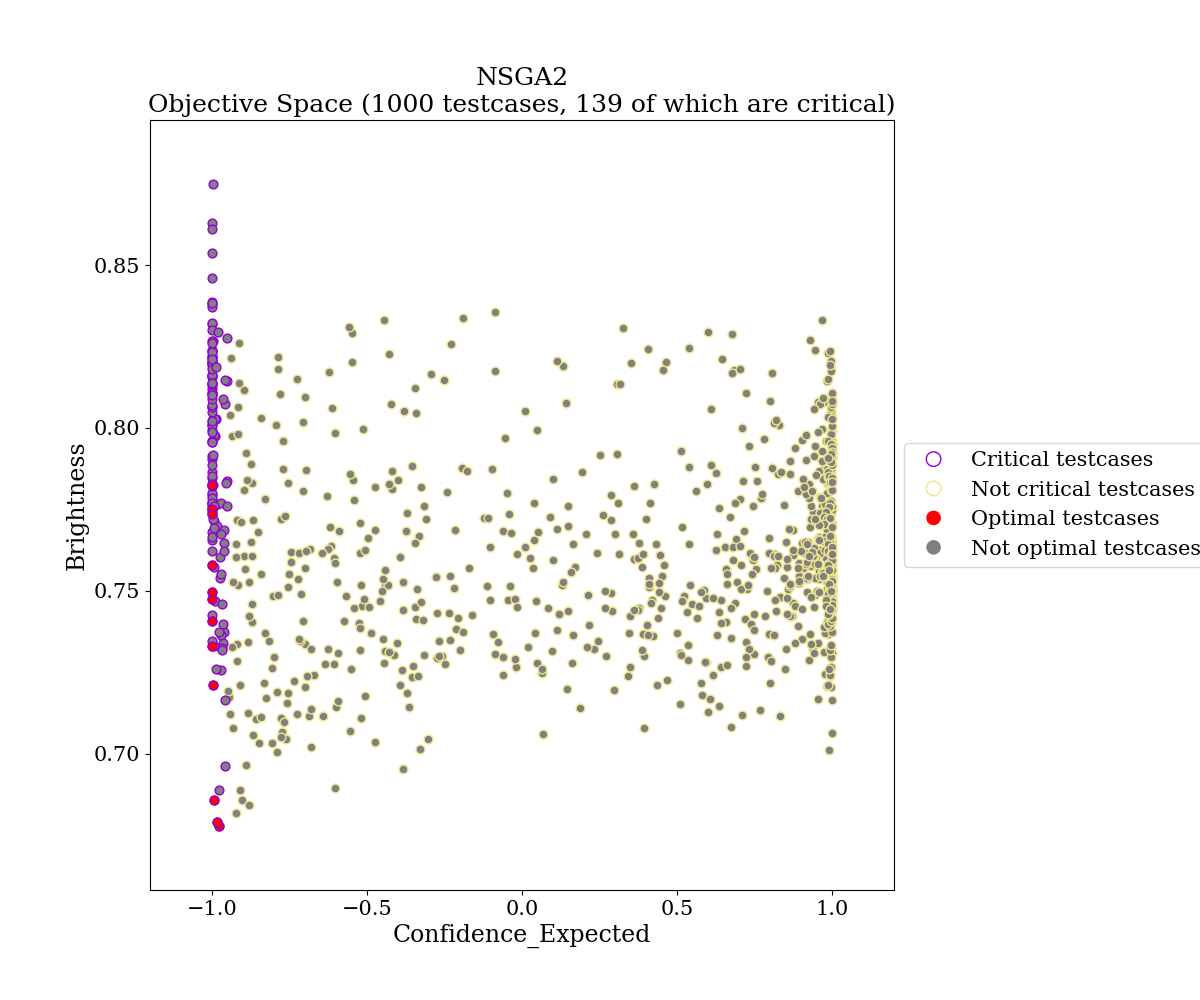 NSGA2
Objective Space (1000 testcases, 139 of which are critical)
0.85
0.80
0.75
0.70
Brightness
−1.0
−0.5
0.0
0.5
1.0
Confidence_Expected
Critical testcases
Not critical testcases
Optimal testcases
Not optimal testcases